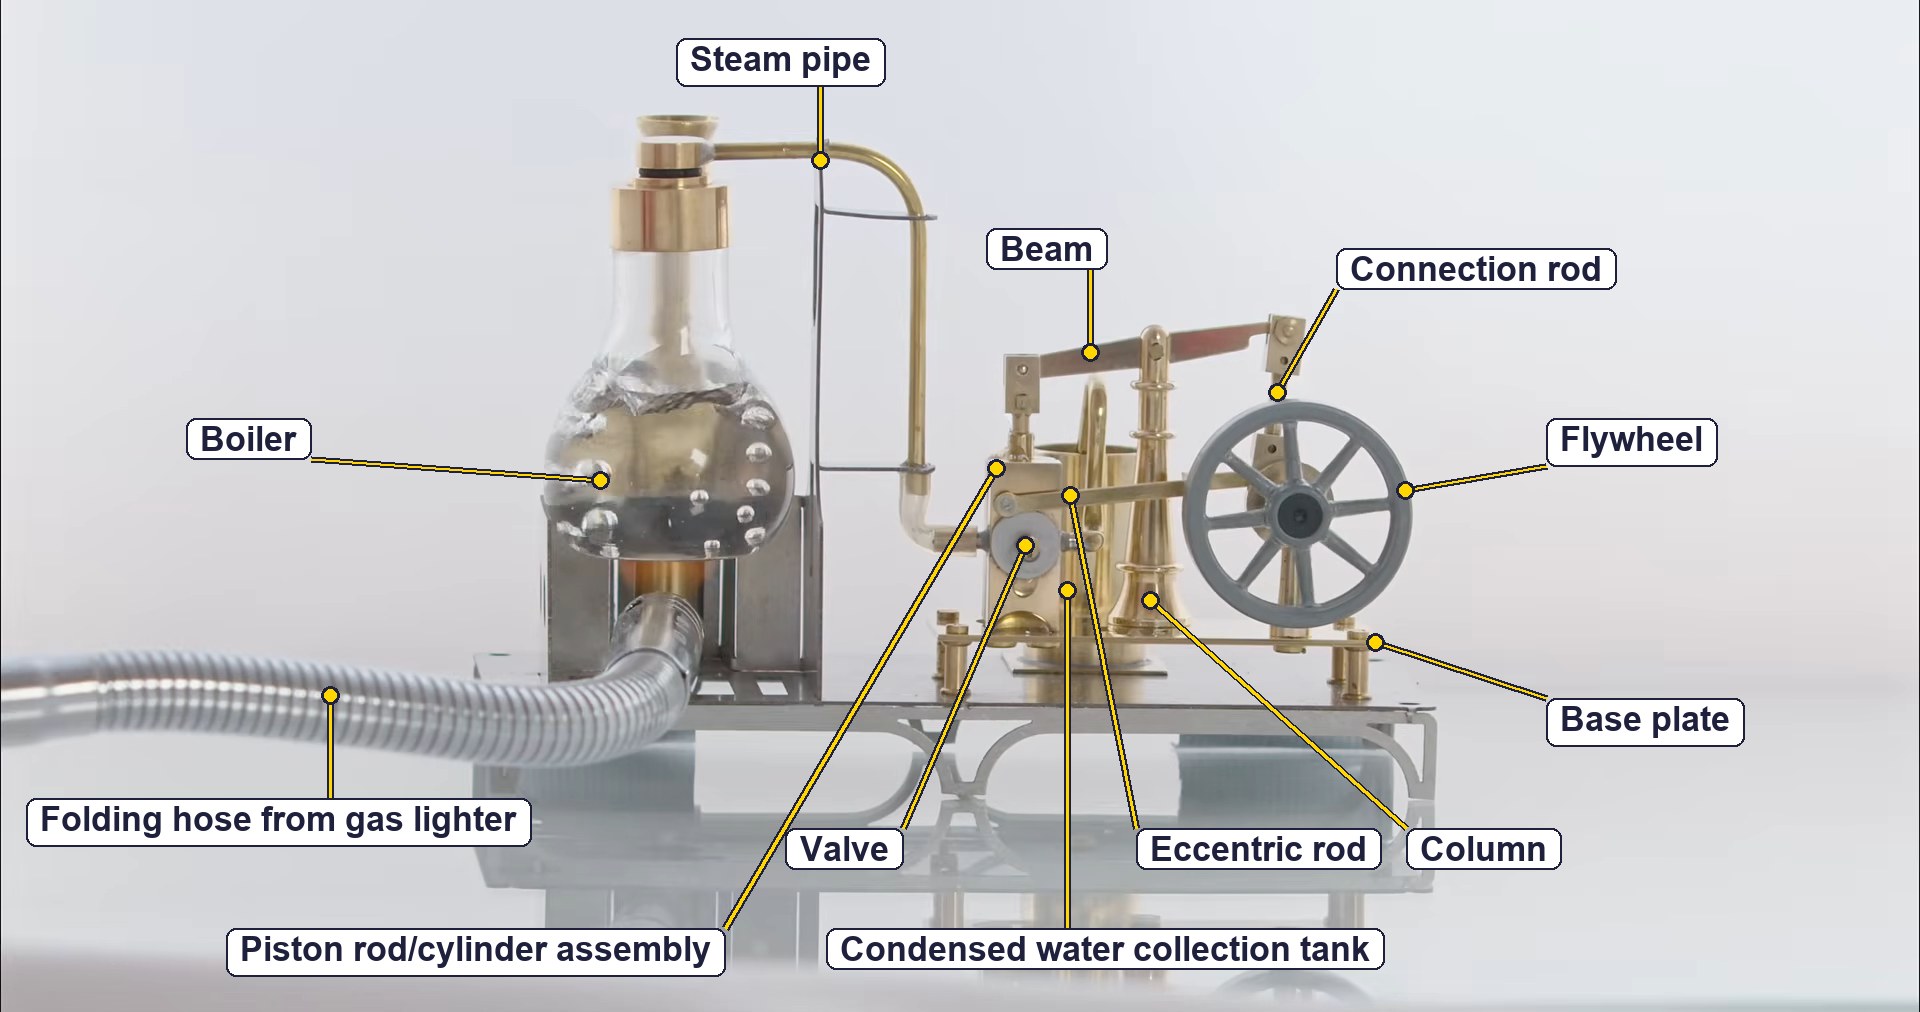 Steam pipe
Beam
Connection rod
Boiler
Flywheel
Base plate
Folding hose from gas lighter
Valve
Eccentric rod
Column
Piston rod/cylinder assembly
Condensed water collection tank